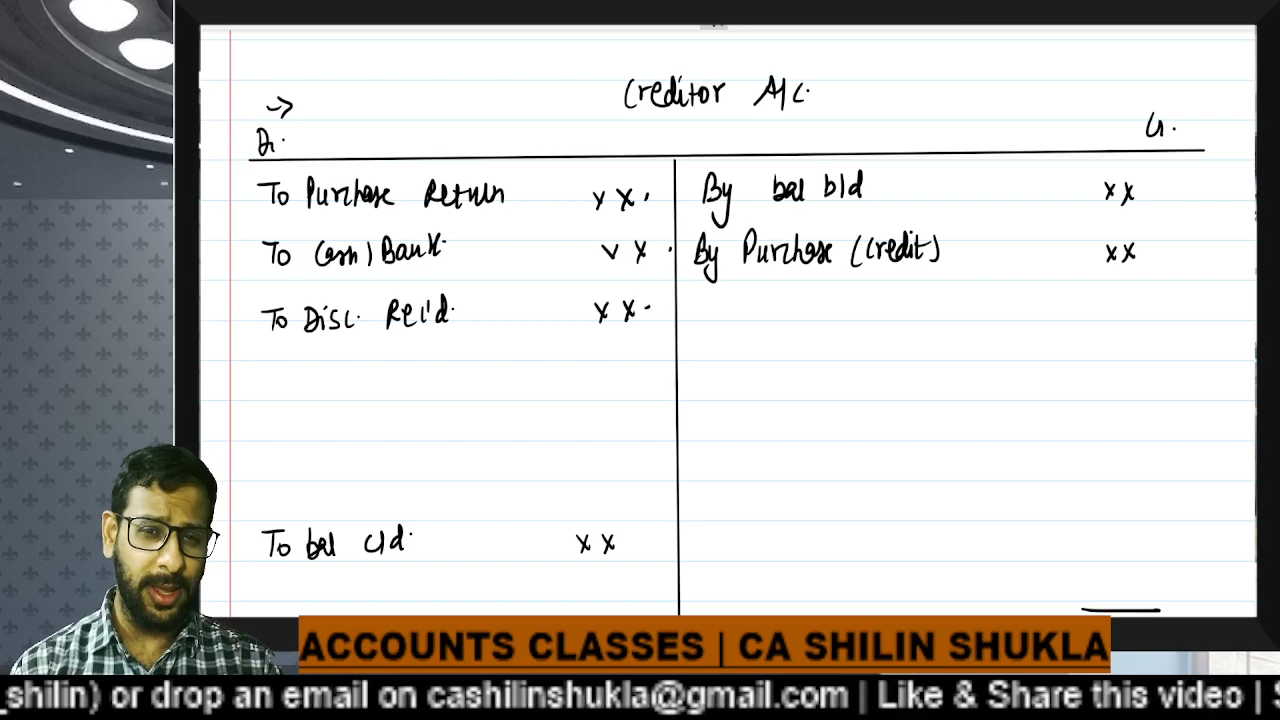 Creditor A/c.
Dr.
Cr.
To Purchase Return xx.
By bal b/d xx
To Cash/Bank xx.
By Purchase (Credit) xx
To Disc. Rec'd. xx.
To bal c/d. xx
ACCOUNTS CLASSES | CA SHILIN SHUKLA
_shilin) or drop an email on cashilinshukla@gmail.com | Like & Share this video |